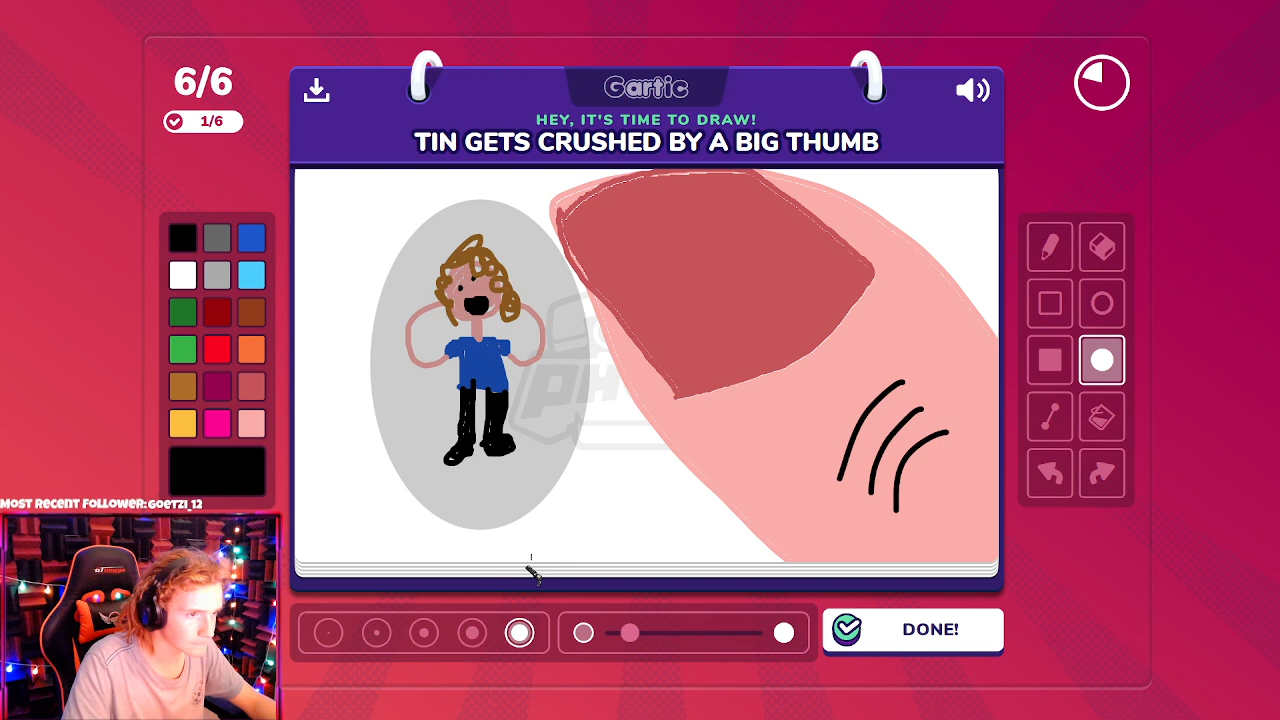 6/6
1/6
Gartic
HEY, IT'S TIME TO DRAW!
TIN GETS CRUSHED BY A BIG THUMB
MOST RECENT FOLLOWER:GOETZI_12
DONE!